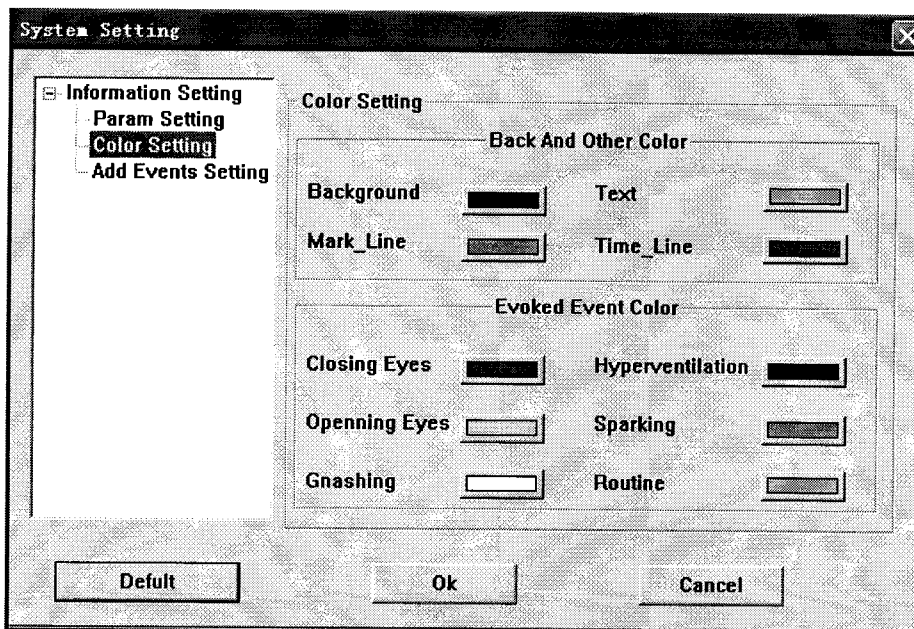 System Setting
Information Setting
Param Setting
Color Setting
Add Events Setting
Color Setting
Back And Other Color
Background
Text
Mark_Line
Time_Line
Evoked Event Color
Closing Eyes
Hyperventilation
Openning Eyes
Sparking
Gnashing
Routine
Defult
Ok
Cancel